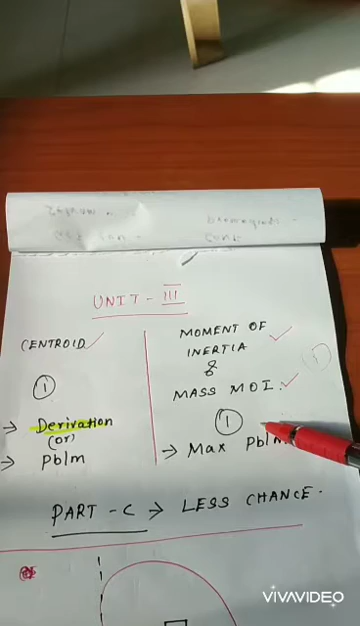 UNIT - III
CENTROID
①
→ Derivation
(or)
→ Pblm
MOMENT OF
INERTIA
&
MASS MOI.
①
→ Max Pblm
PART - C → LESS CHANCE.
VIVAVIDEO